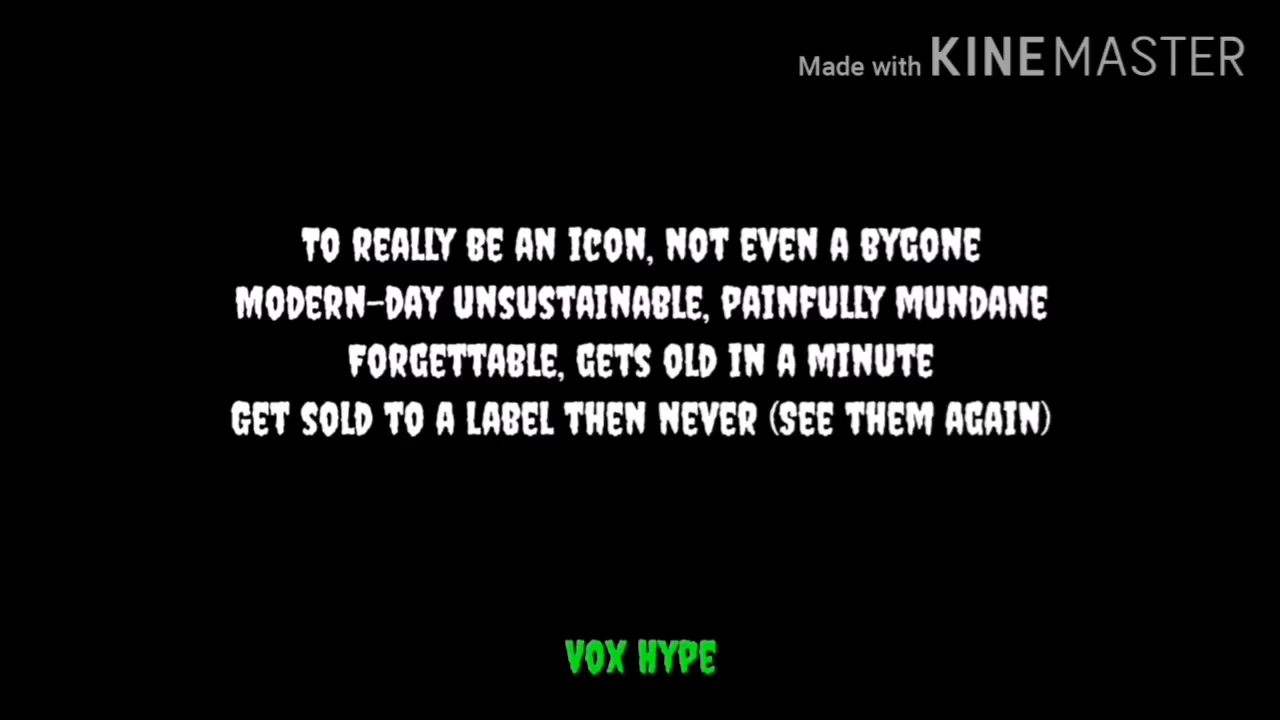 Made with KINEMASTER
TO REALLY BE AN ICON, NOT EVEN A BYGONE
MODERN-DAY UNSUSTAINABLE, PAINFULLY MUNDANE
FORGETTABLE, GETS OLD IN A MINUTE
GET SOLD TO A LABEL THEN NEVER (SEE THEM AGAIN)
VOX HYPE